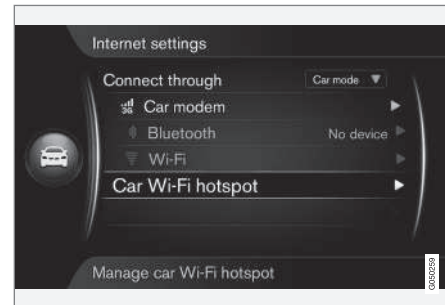 Internet settings
Connect through Car mode ▼
3G Car modem
Bluetooth No device
Wi-Fi
Car Wi-Fi hotspot
Manage car Wi-Fi hotspot
G050259